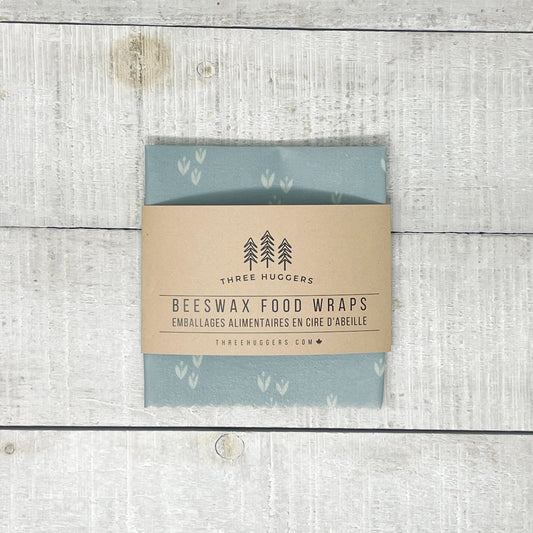 THREE HUGGERS
BEESWAX FOOD WRAPS
EMBALLAGES ALIMENTAIRES EN CIRE D'ABEILLE
THREEHUGGERS.COM